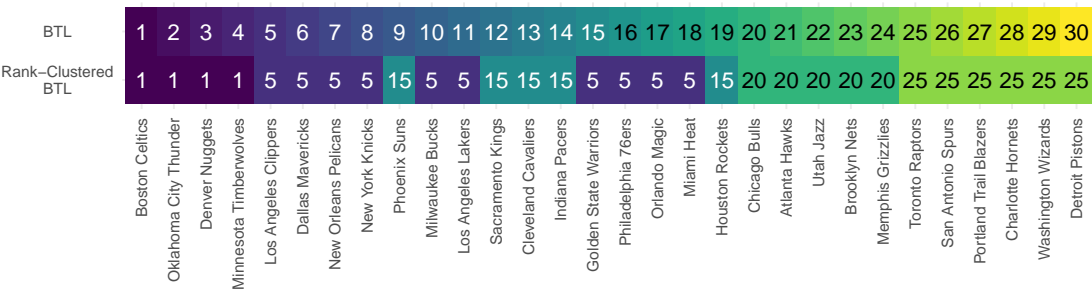 BTL 1 2 3 4 5 6 7 8 9 10 11 12 13 14 15 16 17 18 19 20 21 22 23 24 25 26 27 28 29 30
Rank−Clustered
BTL
1 1 1 1 5 5 5 5 15 5 5 15 15 15 5 5 5 5 15 20 20 20 20 20 25 25 25 25 25 25
Boston Celtics
Oklahoma City Thunder
Denver Nuggets
Minnesota Timberwolves
Los Angeles Clippers
Dallas Mavericks
New Orleans Pelicans
New York Knicks
Phoenix Suns
Milwaukee Bucks
Los Angeles Lakers
Sacramento Kings
Cleveland Cavaliers
Indiana Pacers
Golden State Warriors
Philadelphia 76ers
Orlando Magic
Miami Heat
Houston Rockets
Chicago Bulls
Atlanta Hawks
Utah Jazz
Brooklyn Nets
Memphis Grizzlies
Toronto Raptors
San Antonio Spurs
Portland Trail Blazers
Charlotte Hornets
Washington Wizards
Detroit Pistons